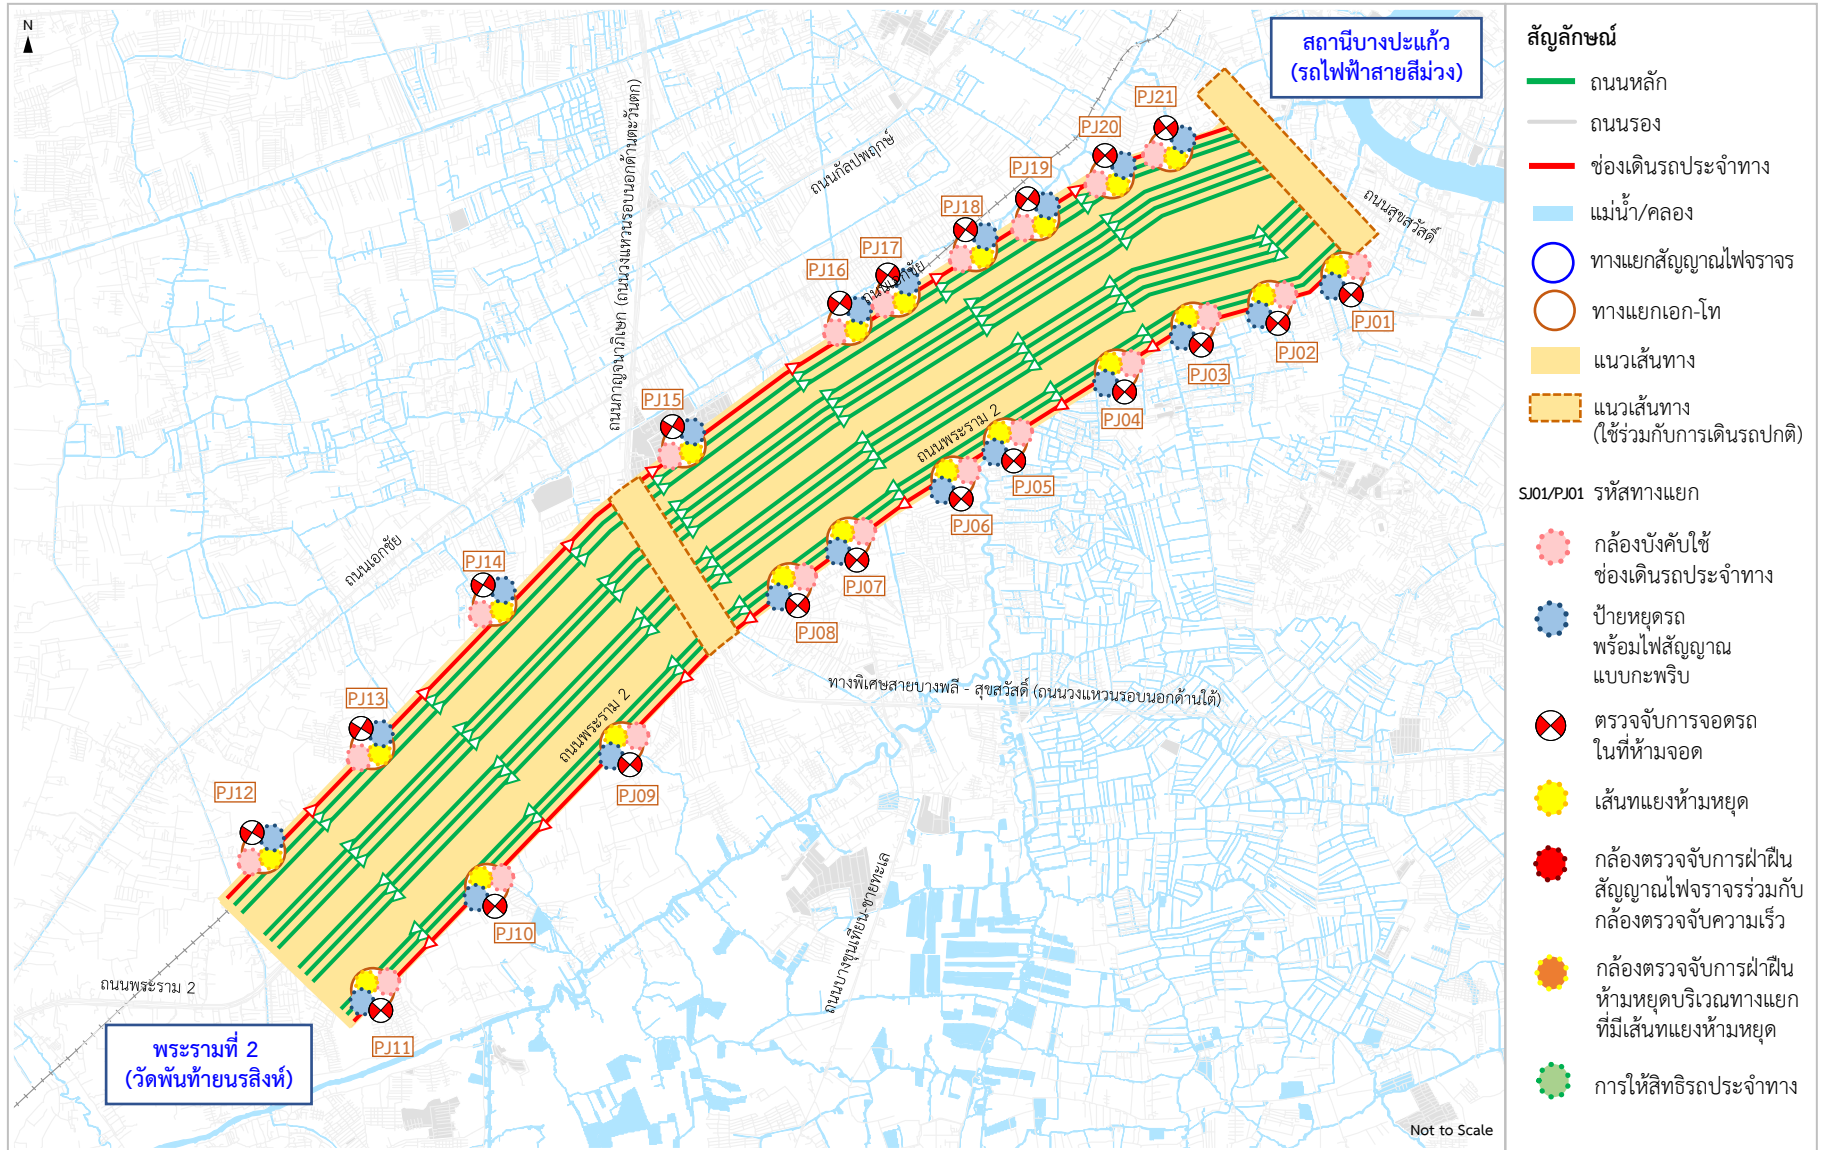 N
สถานีบางปะแก้ว
(รถไฟฟ้าสายสีม่วง)
PJ21
PJ20
PJ19
PJ18
PJ17
PJ16
PJ15
PJ14
PJ13
PJ12
PJ01
PJ02
PJ03
PJ04
PJ05
PJ06
PJ07
PJ08
PJ09
PJ10
PJ11
ถนนกัลปพฤกษ์
ถนนเอกชัย
ถนนสุขสวัสดิ์
ถนนพระราม 2
ถนนกาญจนาภิเษก (ถนนวงแหวนรอบนอกด้านตะวันตก)
ถนนเอกชัย
ถนนพระราม 2
ทางพิเศษสายบางพลี - สุขสวัสดิ์ (ถนนวงแหวนรอบนอกด้านใต้)
ถนนบางขุนเทียน-ชายทะเล
ถนนพระราม 2
พระรามที่ 2
(วัดพันท้ายนรสิงห์)
Not to Scale
สัญลักษณ์
ถนนหลัก
ถนนรอง
ช่องเดินรถประจำทาง
แม่น้ำ/คลอง
ทางแยกสัญญาณไฟจราจร
ทางแยกเอก-โท
แนวเส้นทาง
แนวเส้นทาง
(ใช้ร่วมกับการเดินรถปกติ)
SJ01/PJ01 รหัสทางแยก
กล้องบังคับใช้
ช่องเดินรถประจำทาง
ป้ายหยุดรถ
พร้อมไฟสัญญาณ
แบบกะพริบ
ตรวจจับการจอดรถ
ในที่ห้ามจอด
เส้นทแยงห้ามหยุด
กล้องตรวจจับการฝ่าฝืน
สัญญาณไฟจราจรร่วมกับ
กล้องตรวจจับความเร็ว
กล้องตรวจจับการฝ่าฝืน
ห้ามหยุดบริเวณทางแยก
ที่มีเส้นทแยงห้ามหยุด
การให้สิทธิรถประจำทาง